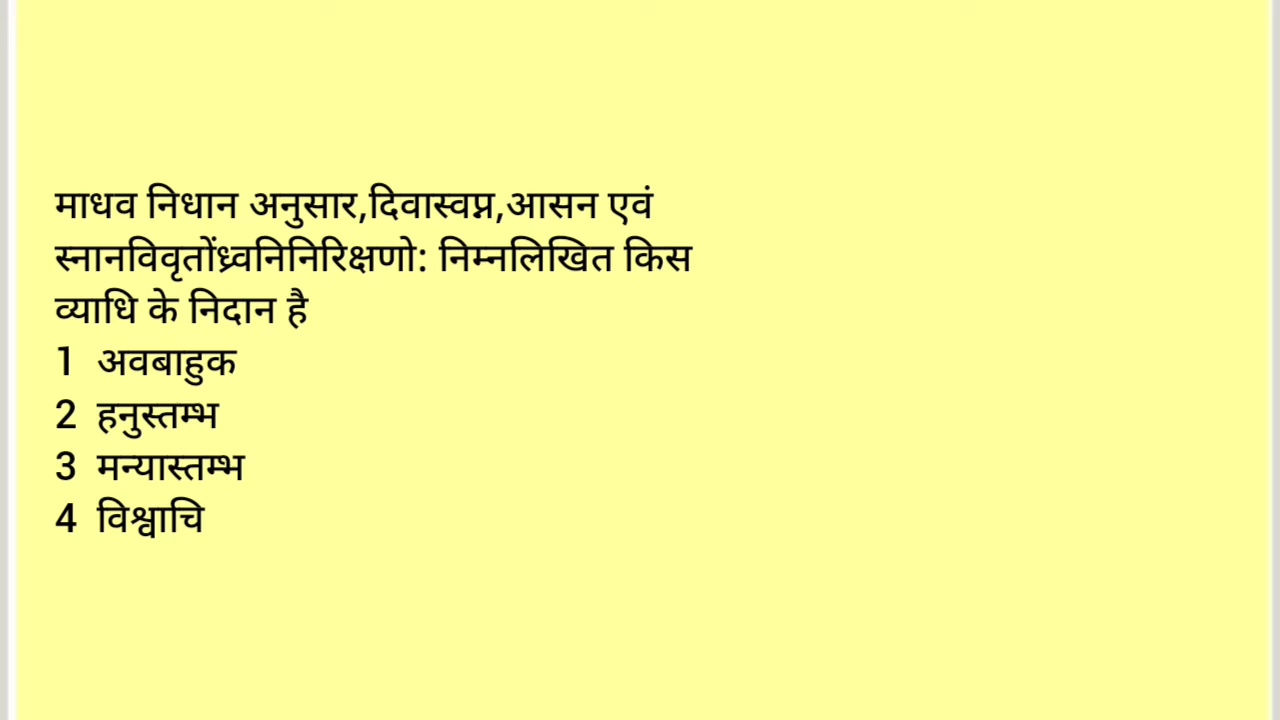 माधव निधान अनुसार,दिवास्वप्न,आसन एवं
स्नानविवृतोंध्र्वनिनिरिक्षणो: निम्नलिखित किस
व्याधि के निदान है
1 अवबाहुक
2 हनुस्तम्भ
3 मन्यास्तम्भ
4 विश्वाचि